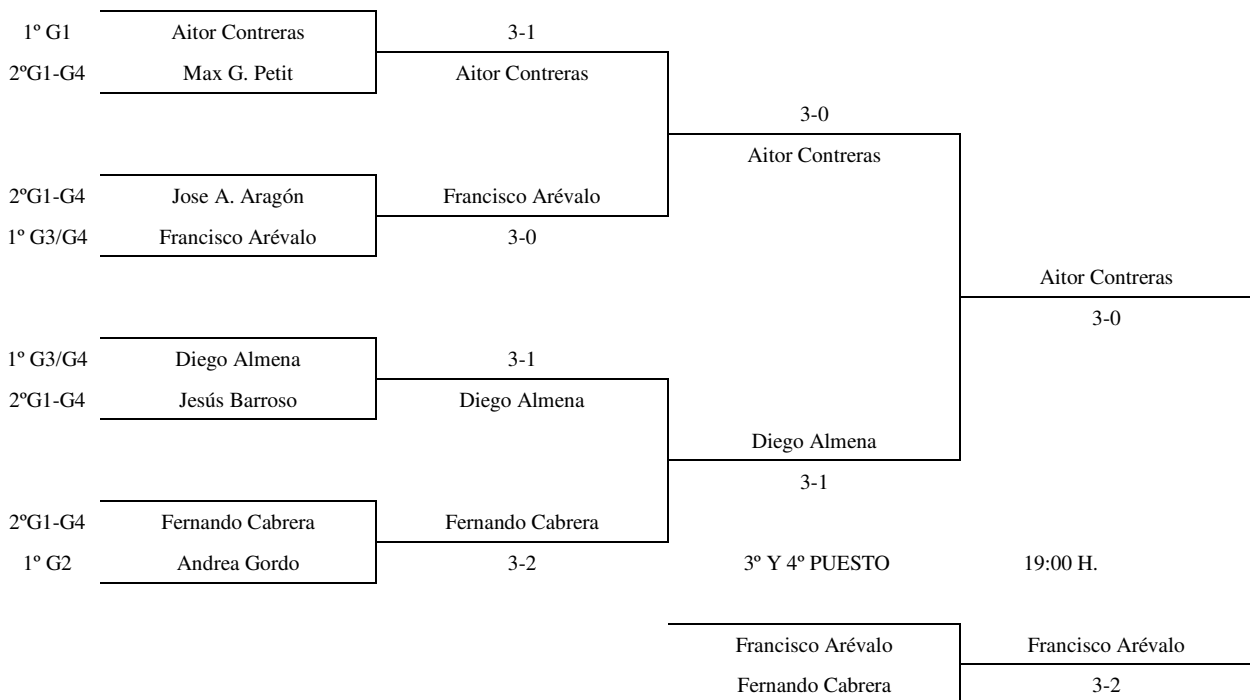 1º G1 Aitor Contreras 3-1
2ºG1-G4 Max G. Petit Aitor Contreras
3-0
Aitor Contreras
2ºG1-G4 Jose A. Aragón Francisco Arévalo
1º G3/G4 Francisco Arévalo 3-0
Aitor Contreras
3-0
1º G3/G4 Diego Almena 3-1
2ºG1-G4 Jesús Barroso Diego Almena
Diego Almena
3-1
2ºG1-G4 Fernando Cabrera Fernando Cabrera
1º G2 Andrea Gordo 3-2 3º Y 4º PUESTO 19:00 H.
Francisco Arévalo Francisco Arévalo
Fernando Cabrera 3-2